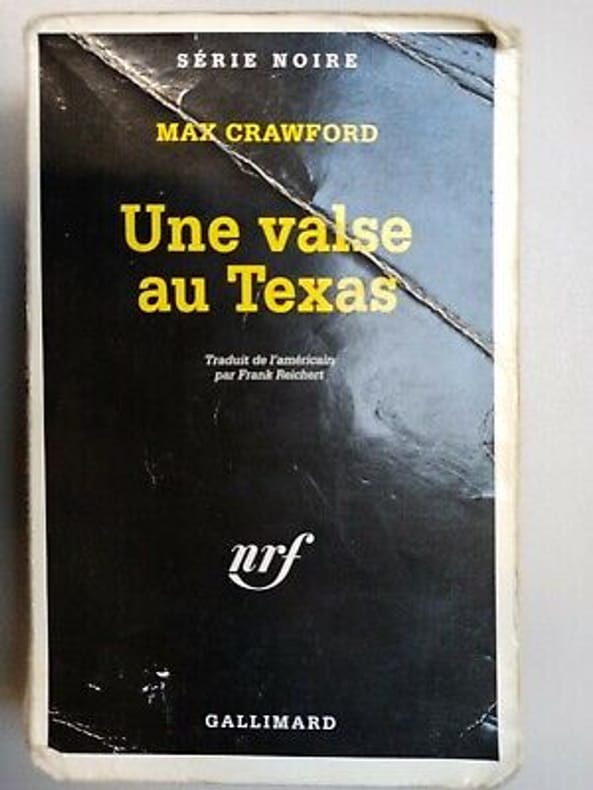 SÉRIE NOIRE
MAX CRAWFORD
Une valse
au Texas
Traduit de l'américain
par Frank Reichert
nrf
GALLIMARD